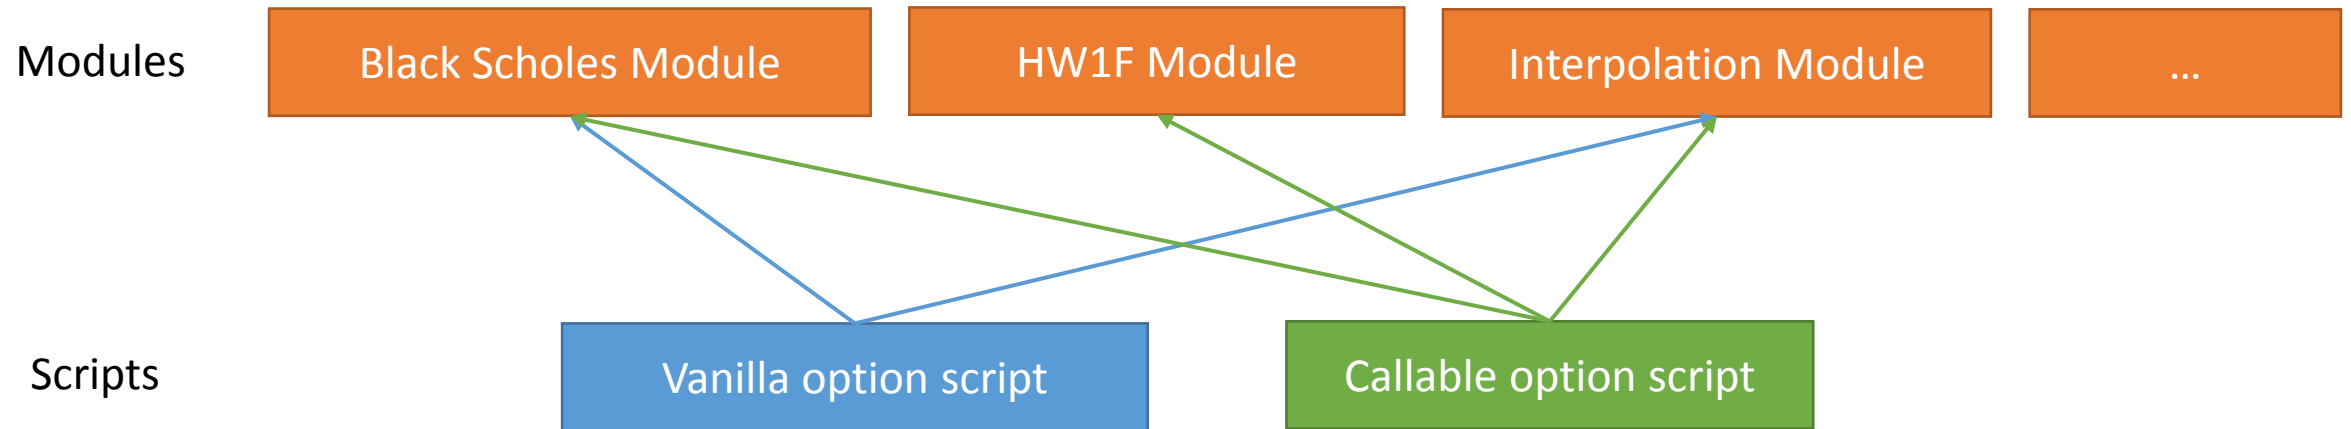 Modules
Black Scholes Module
HW1F Module
Interpolation Module
...
Scripts
Vanilla option script
Callable option script